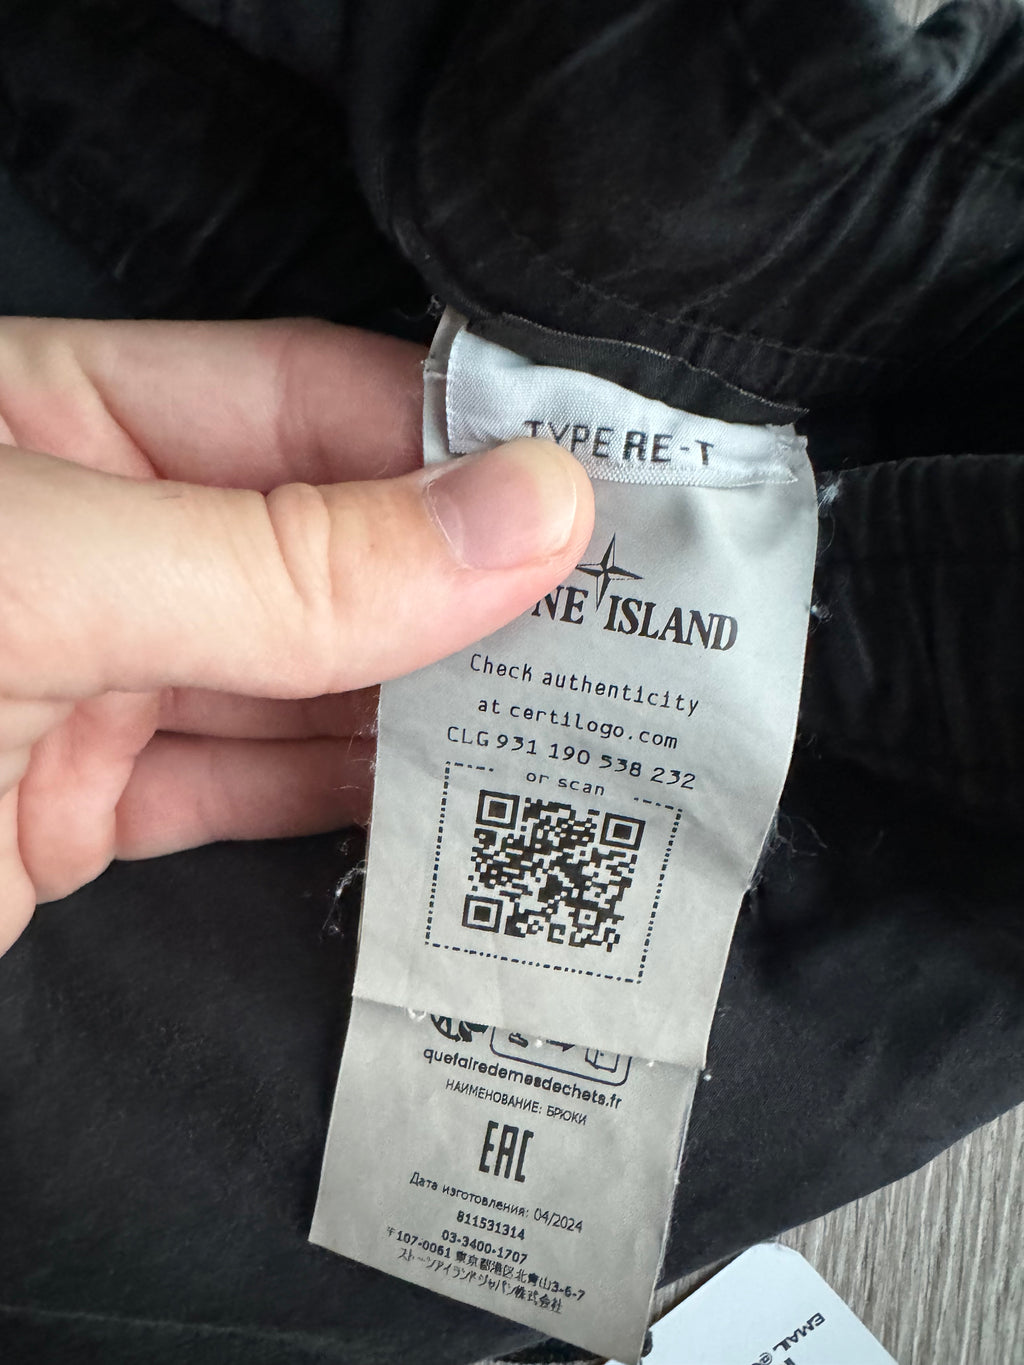 TYPE RE-T
NE ISLAND
Check authenticity
at certilogo.com
CLG 931 190 538 232
or scan
quefairedemesdechets.fr
НАИМЕНОВАНИЕ: БРЮКИ
EAC
Дата изготовления: 04/2024
811531314
03-3400-1707
〒107-0061 東京都港区北青山3-6-7
ストーンアイランドジャパン株式会社
EMAIL